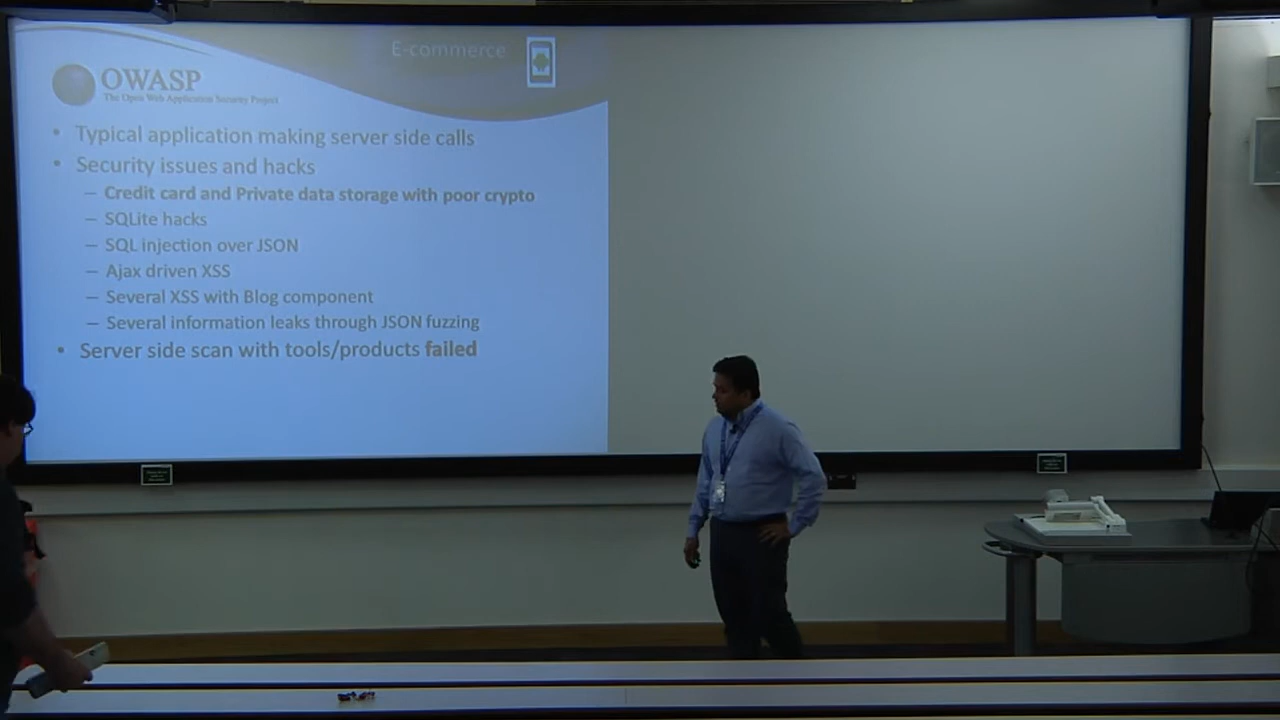 E-commerce
OWASP
The Open Web Application Security Project
• Typical application making server side calls
• Security issues and hacks
– Credit card and Private data storage with poor crypto
– SQLite hacks
– SQL injection over JSON
– Ajax driven XSS
– Several XSS with Blog component
– Several information leaks through JSON fuzzing
• Server side scan with tools/products failed